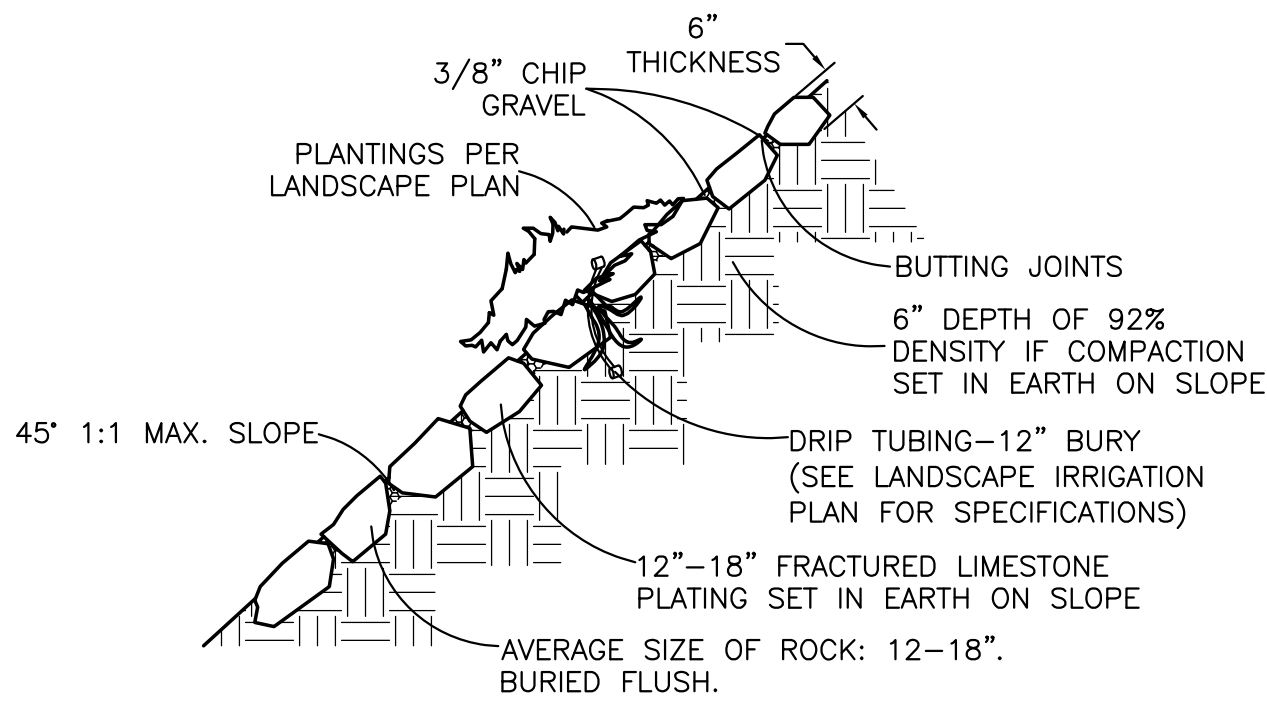 6” THICKNESS
3/8” CHIP
GRAVEL
PLANTINGS PER
LANDSCAPE PLAN
BUTTING JOINTS
6” DEPTH OF 92%
DENSITY IF COMPACTION
SET IN EARTH ON SLOPE
45° 1:1 MAX. SLOPE
DRIP TUBING–12” BURY
(SEE LANDSCAPE IRRIGATION
PLAN FOR SPECIFICATIONS)
12”–18” FRACTURED LIMESTONE
PLATING SET IN EARTH ON SLOPE
AVERAGE SIZE OF ROCK: 12–18”.
BURIED FLUSH.